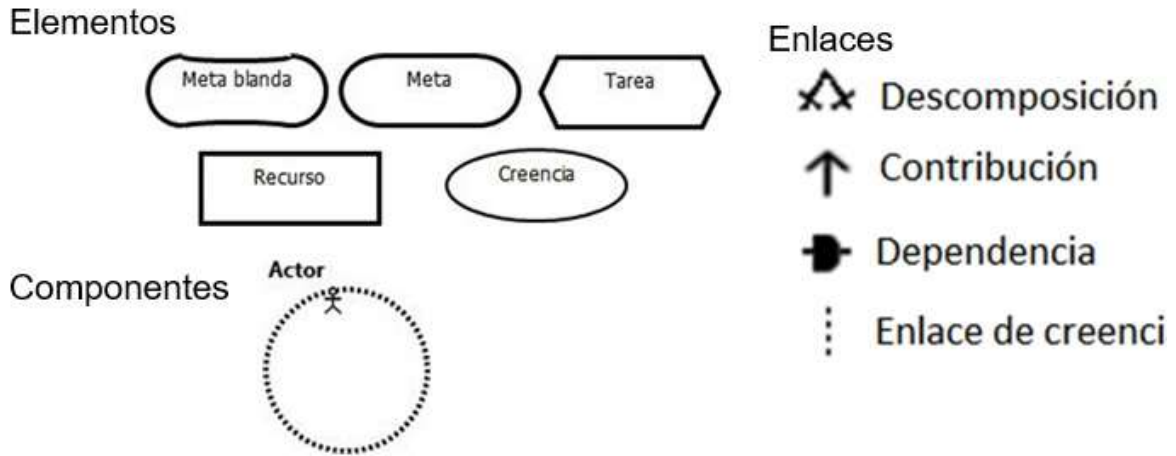 Elementos
Meta blanda
Meta
Tarea
Recurso
Creencia
Componentes
Actor
Enlaces
Descomposición
Contribución
Dependencia
Enlace de creenci